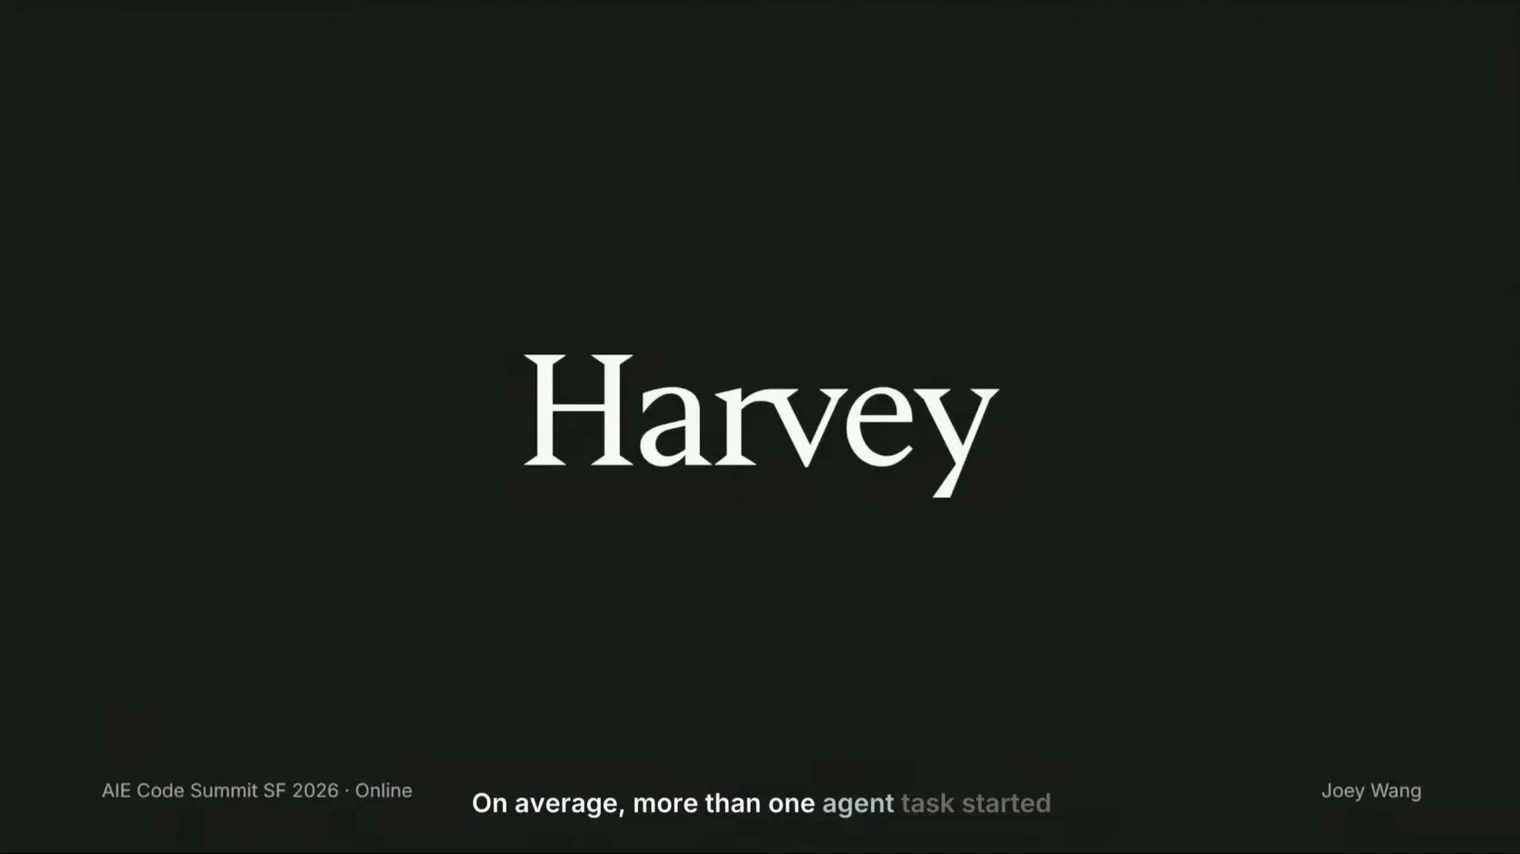 Harvey
AIE Code Summit SF 2026 · Online
On average, more than one agent task started
Joey Wang